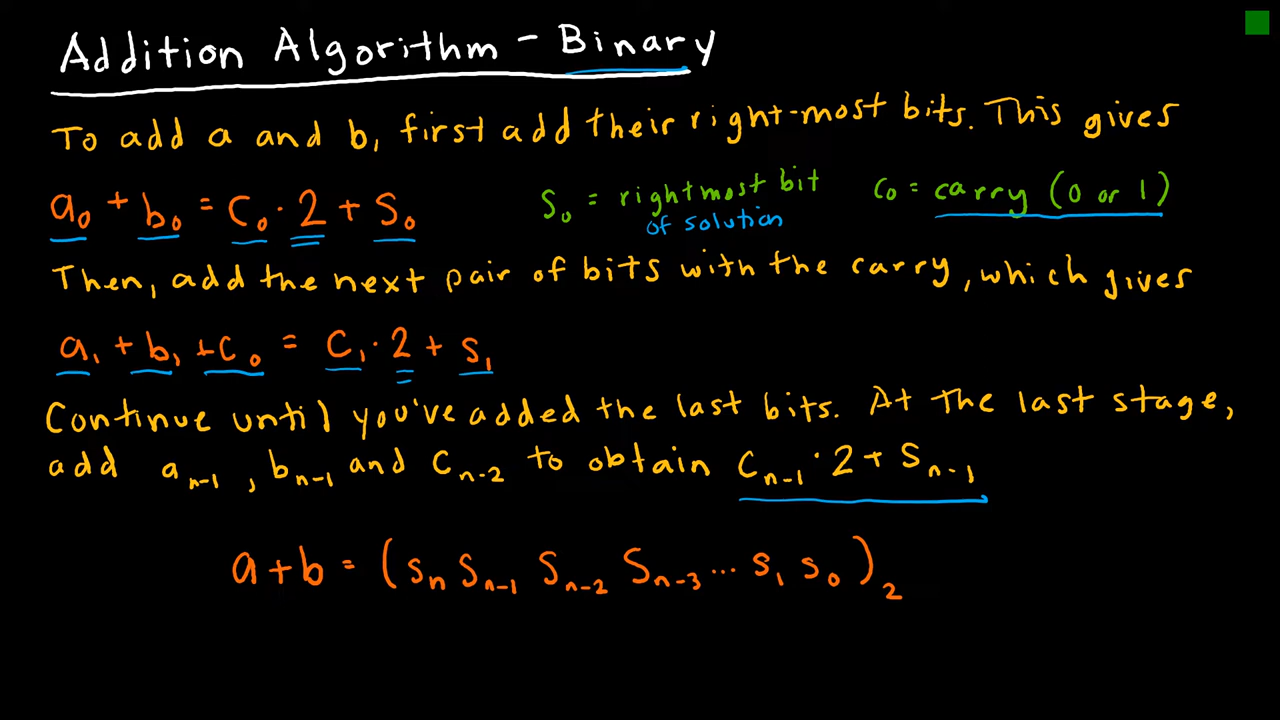 Addition Algorithm - Binary
To add a and b, first add their right-most bits. This gives
a₀ + b₀ = c₀ · 2 + s₀
s₀ = rightmost bit of solution
c₀ = carry (0 or 1)
Then, add the next pair of bits with the carry, which gives
a₁ + b₁ + c₀ = c₁ · 2 + s₁
Continue until you've added the last bits. At the last stage,
add aₙ₋₁, bₙ₋₁ and cₙ₋₂ to obtain cₙ₋₁ · 2 + sₙ₋₁
a + b = (sₙ sₙ₋₁ sₙ₋₂ sₙ₋₃ ... s₁ s₀)₂